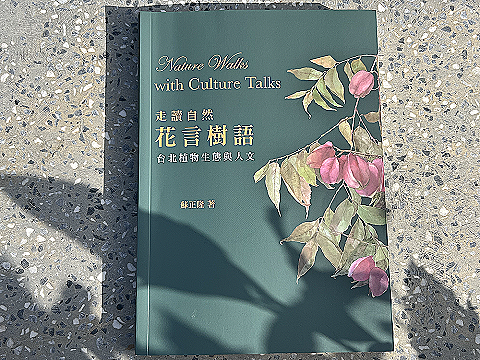 Nature Walks
with Culture Talks
走讀自然
花言樹語
台北植物生態與人文
蘇正隆 著